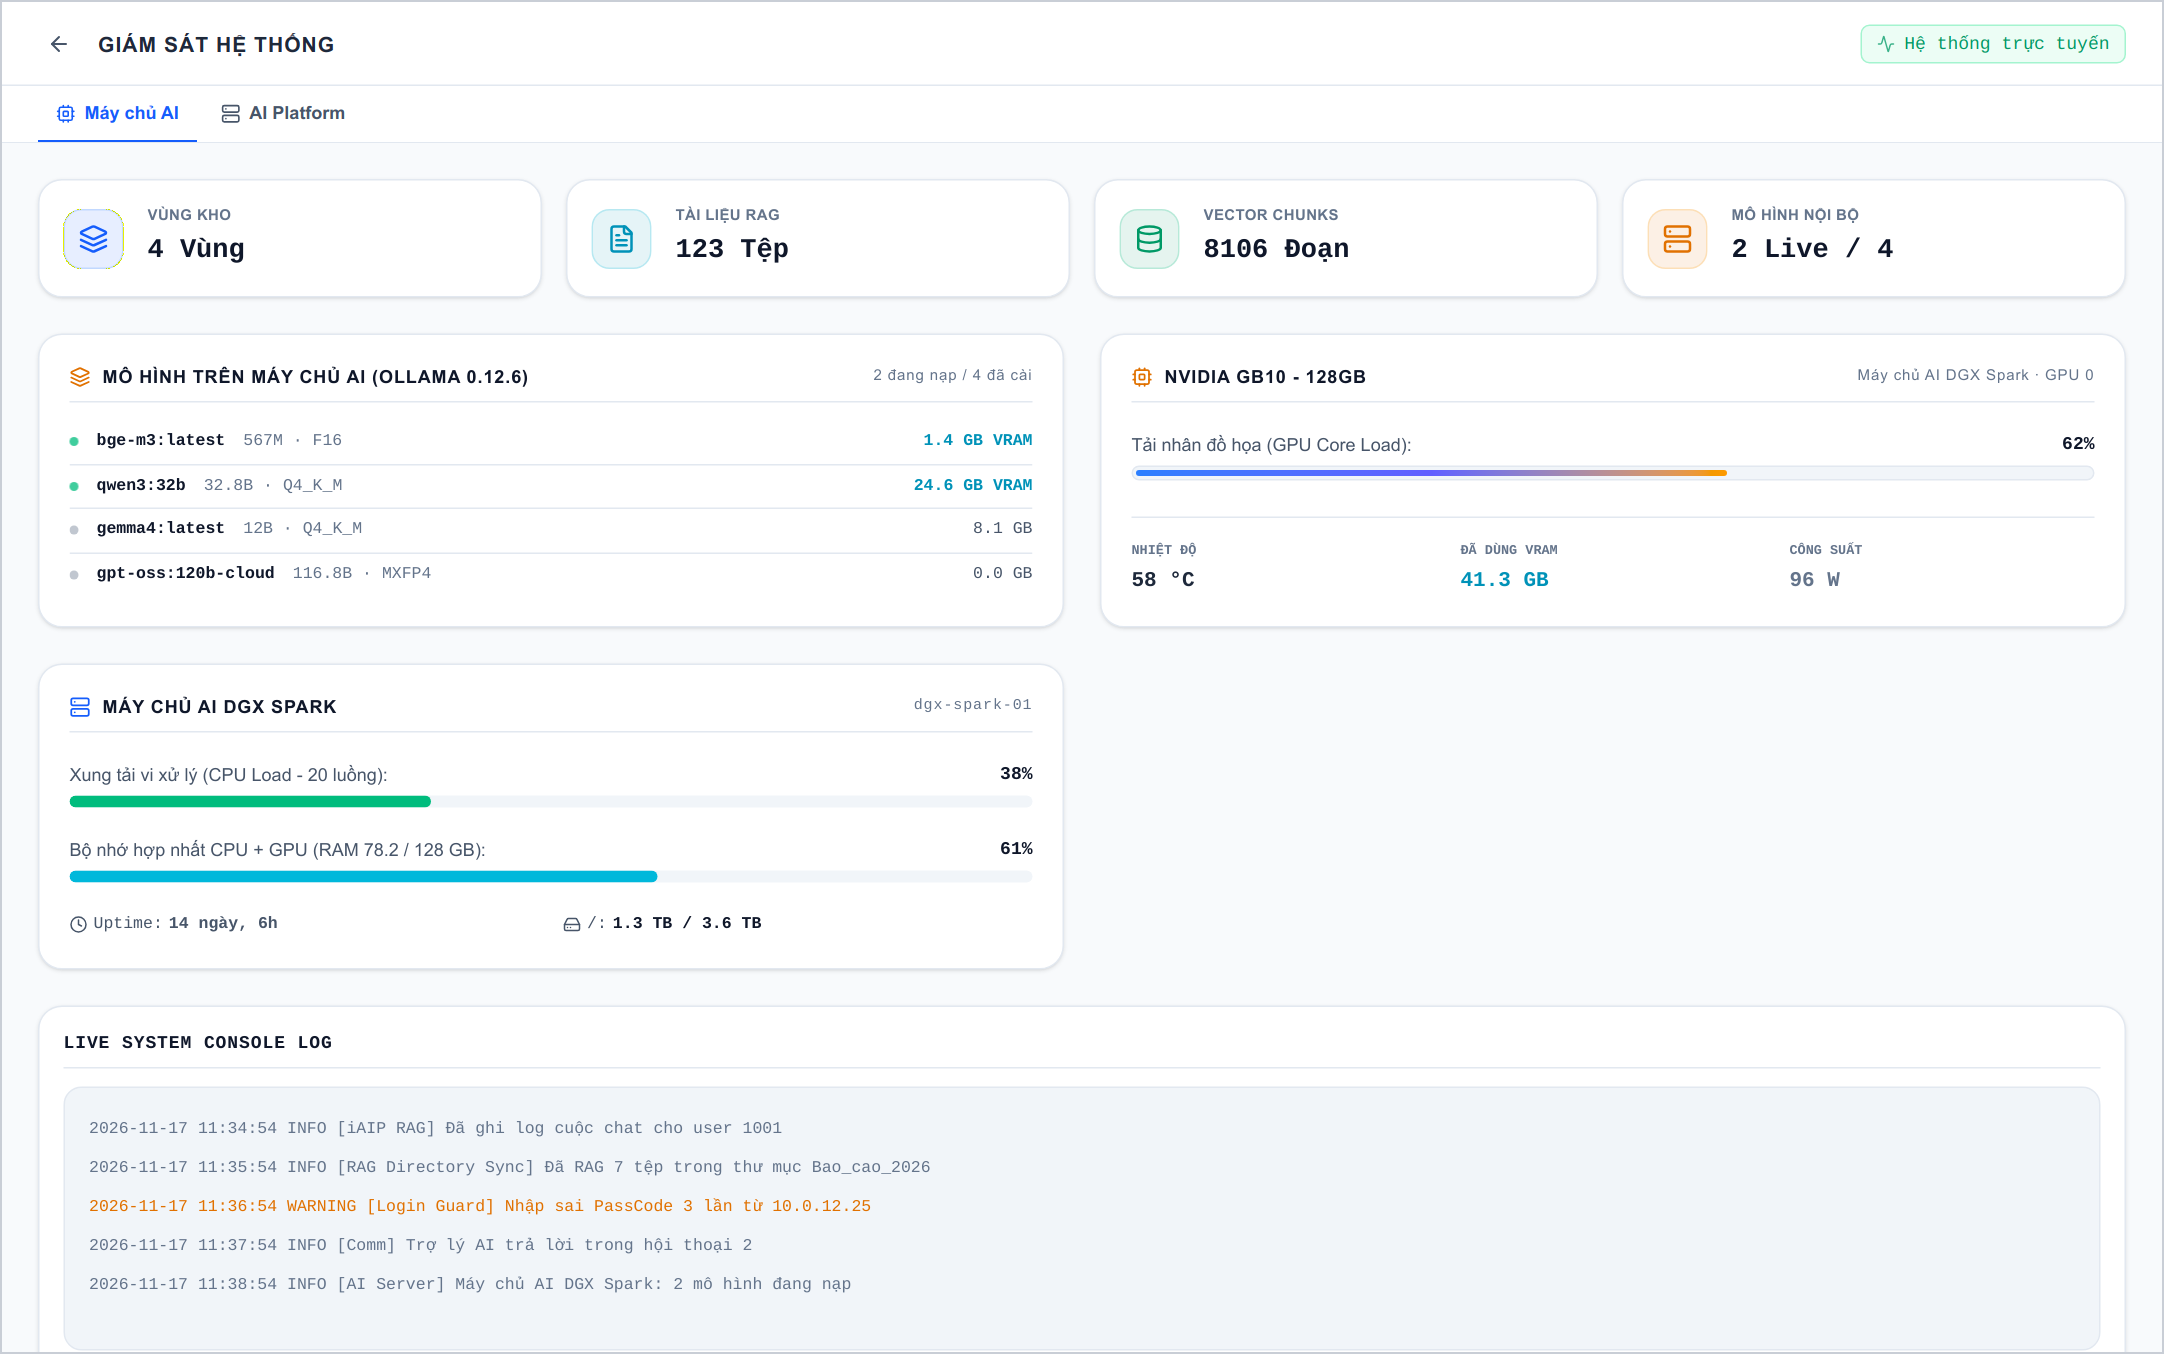 GIÁM SÁT HỆ THỐNG
Hệ thống trực tuyến
Máy chủ AI
AI Platform
VÙNG KHO
4 Vùng
TÀI LIỆU RAG
123 Tệp
VECTOR CHUNKS
8106 Đoạn
MÔ HÌNH NỘI BỘ
2 Live / 4
MÔ HÌNH TRÊN MÁY CHỦ AI (OLLAMA 0.12.6)
2 đang nạp / 4 đã cài
bge-m3:latest 567M · F16 1.4 GB VRAM
qwen3:32b 32.8B · Q4_K_M 24.6 GB VRAM
gemma4:latest 12B · Q4_K_M 8.1 GB
gpt-oss:120b-cloud 116.8B · MXFP4 0.0 GB
NVIDIA GB10 - 128GB
Máy chủ AI DGX Spark · GPU 0
Tải nhân đồ họa (GPU Core Load): 62%
NHIỆT ĐỘ
58 °C
ĐÃ DÙNG VRAM
41.3 GB
CÔNG SUẤT
96 W
MÁY CHỦ AI DGX SPARK
dgx-spark-01
Xung tải vi xử lý (CPU Load - 20 luồng): 38%
Bộ nhớ hợp nhất CPU + GPU (RAM 78.2 / 128 GB): 61%
Uptime: 14 ngày, 6h
/: 1.3 TB / 3.6 TB
LIVE SYSTEM CONSOLE LOG
2026-11-17 11:34:54 INFO [iAIP RAG] Đã ghi log cuộc chat cho user 1001
2026-11-17 11:35:54 INFO [RAG Directory Sync] Đã RAG 7 tệp trong thư mục Bao_cao_2026
2026-11-17 11:36:54 WARNING [Login Guard] Nhập sai PassCode 3 lần từ 10.0.12.25
2026-11-17 11:37:54 INFO [Comm] Trợ lý AI trả lời trong hội thoại 2
2026-11-17 11:38:54 INFO [AI Server] Máy chủ AI DGX Spark: 2 mô hình đang nạp